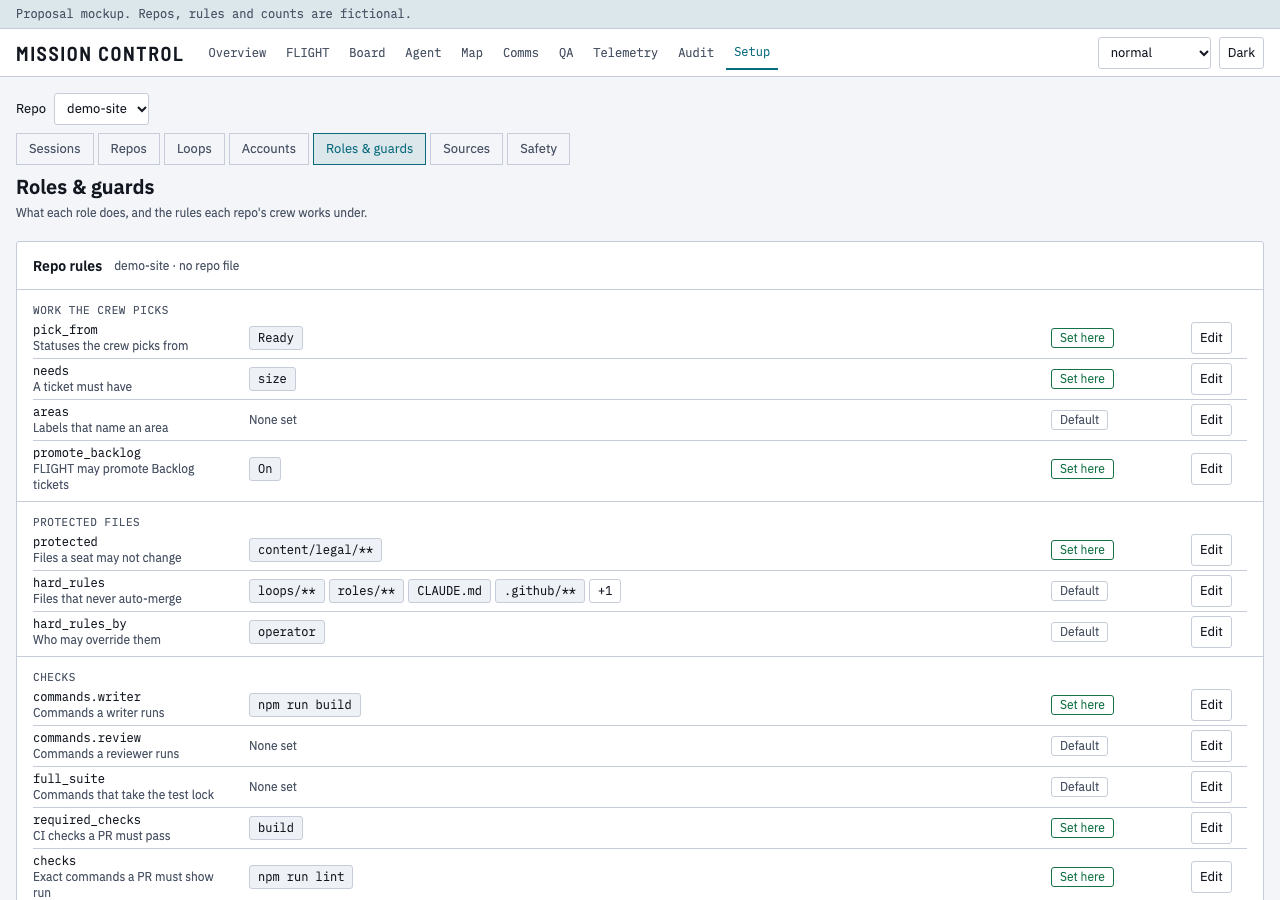 Proposal mockup. Repos, rules and counts are fictional.
MISSION CONTROL Overview FLIGHT Board Agent Map Comms QA Telemetry Audit Setup normal Dark
Repo demo-site
Sessions Repos Loops Accounts Roles & guards Sources Safety
Roles & guards
What each role does, and the rules each repo's crew works under.
Repo rules demo-site · no repo file
WORK THE CREW PICKS
pick_from
Statuses the crew picks from
Ready Set here Edit
needs
A ticket must have
size Set here Edit
areas
Labels that name an area
None set Default Edit
promote_backlog
FLIGHT may promote Backlog
tickets
On Set here Edit
PROTECTED FILES
protected
Files a seat may not change
content/legal/** Set here Edit
hard_rules
Files that never auto-merge
loops/** roles/** CLAUDE.md .github/** +1 Default Edit
hard_rules_by
Who may override them
operator Default Edit
CHECKS
commands.writer
Commands a writer runs
npm run build Set here Edit
commands.review
Commands a reviewer runs
None set Default Edit
full_suite
Commands that take the test lock
None set Default Edit
required_checks
CI checks a PR must pass
build Set here Edit
checks
Exact commands a PR must show
run
npm run lint Set here Edit